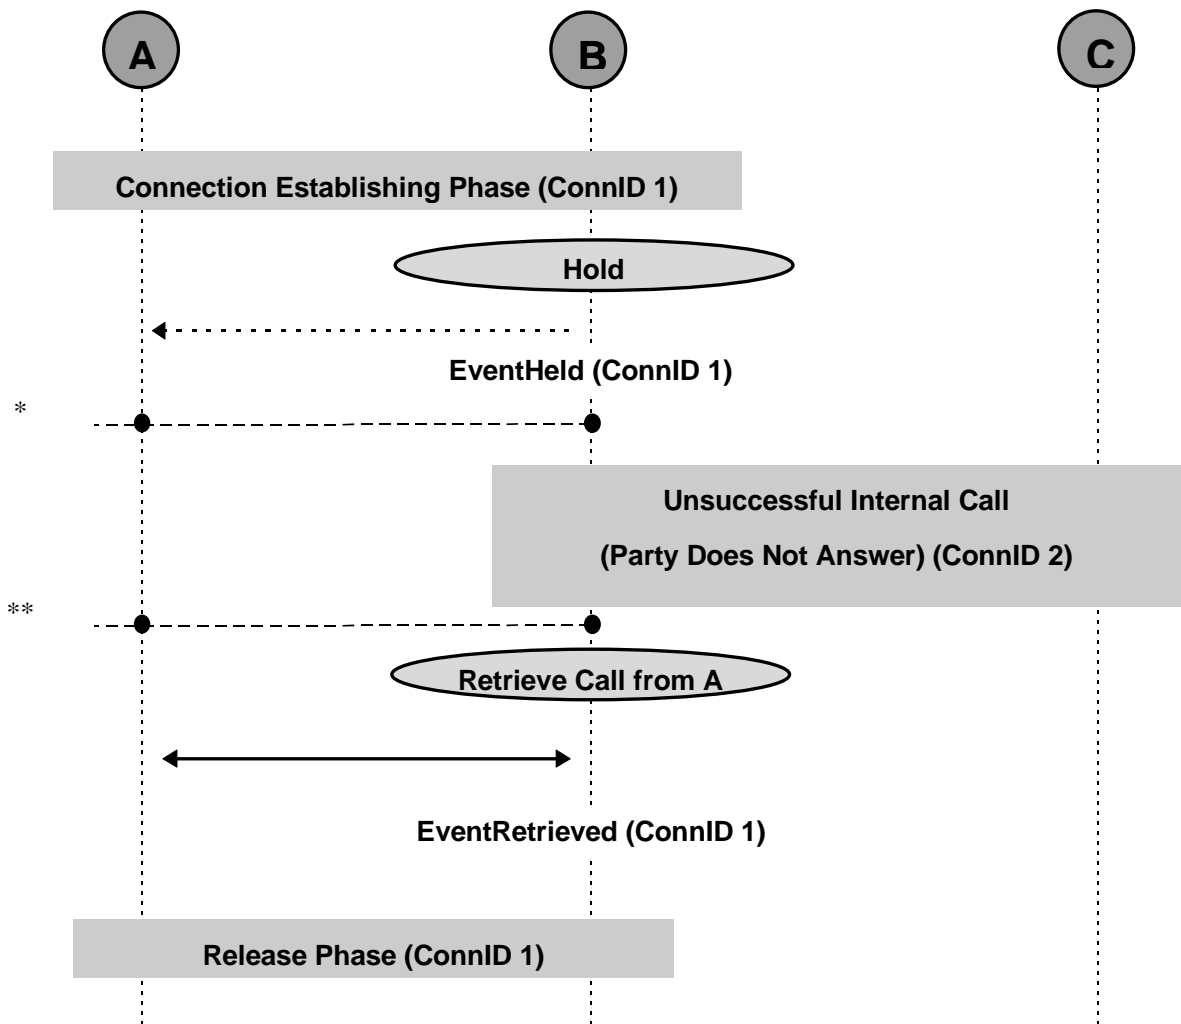 A B C
Connection Establishing Phase (ConnID 1)
Hold
EventHeld (ConnID 1)
*
Unsuccessful Internal Call
(Party Does Not Answer) (ConnID 2)
**
Retrieve Call from A
EventRetrieved (ConnID 1)
Release Phase (ConnID 1)